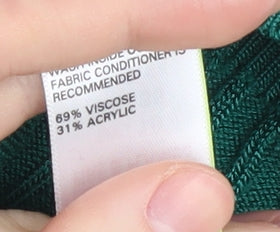 WASH INSIDE O
FABRIC CONDITIONER IS
RECOMMENDED
69% VISCOSE
31% ACRYLIC